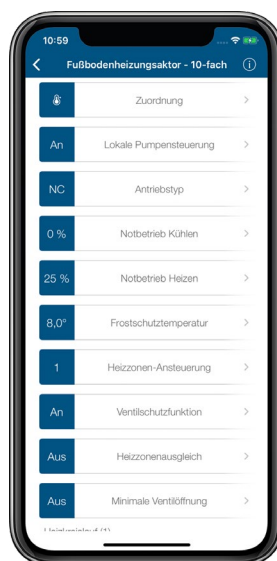 10:59
Fußbodenheizungsaktor - 10-fach
Zuordnung
An Lokale Pumpensteuerung
NC Antriebstyp
0 % Notbetrieb Kühlen
25 % Notbetrieb Heizen
8,0° Frostschutztemperatur
1 Heizzonen-Ansteuerung
An Ventilschutzfunktion
Aus Heizzonenausgleich
Aus Minimale Ventilöffnung